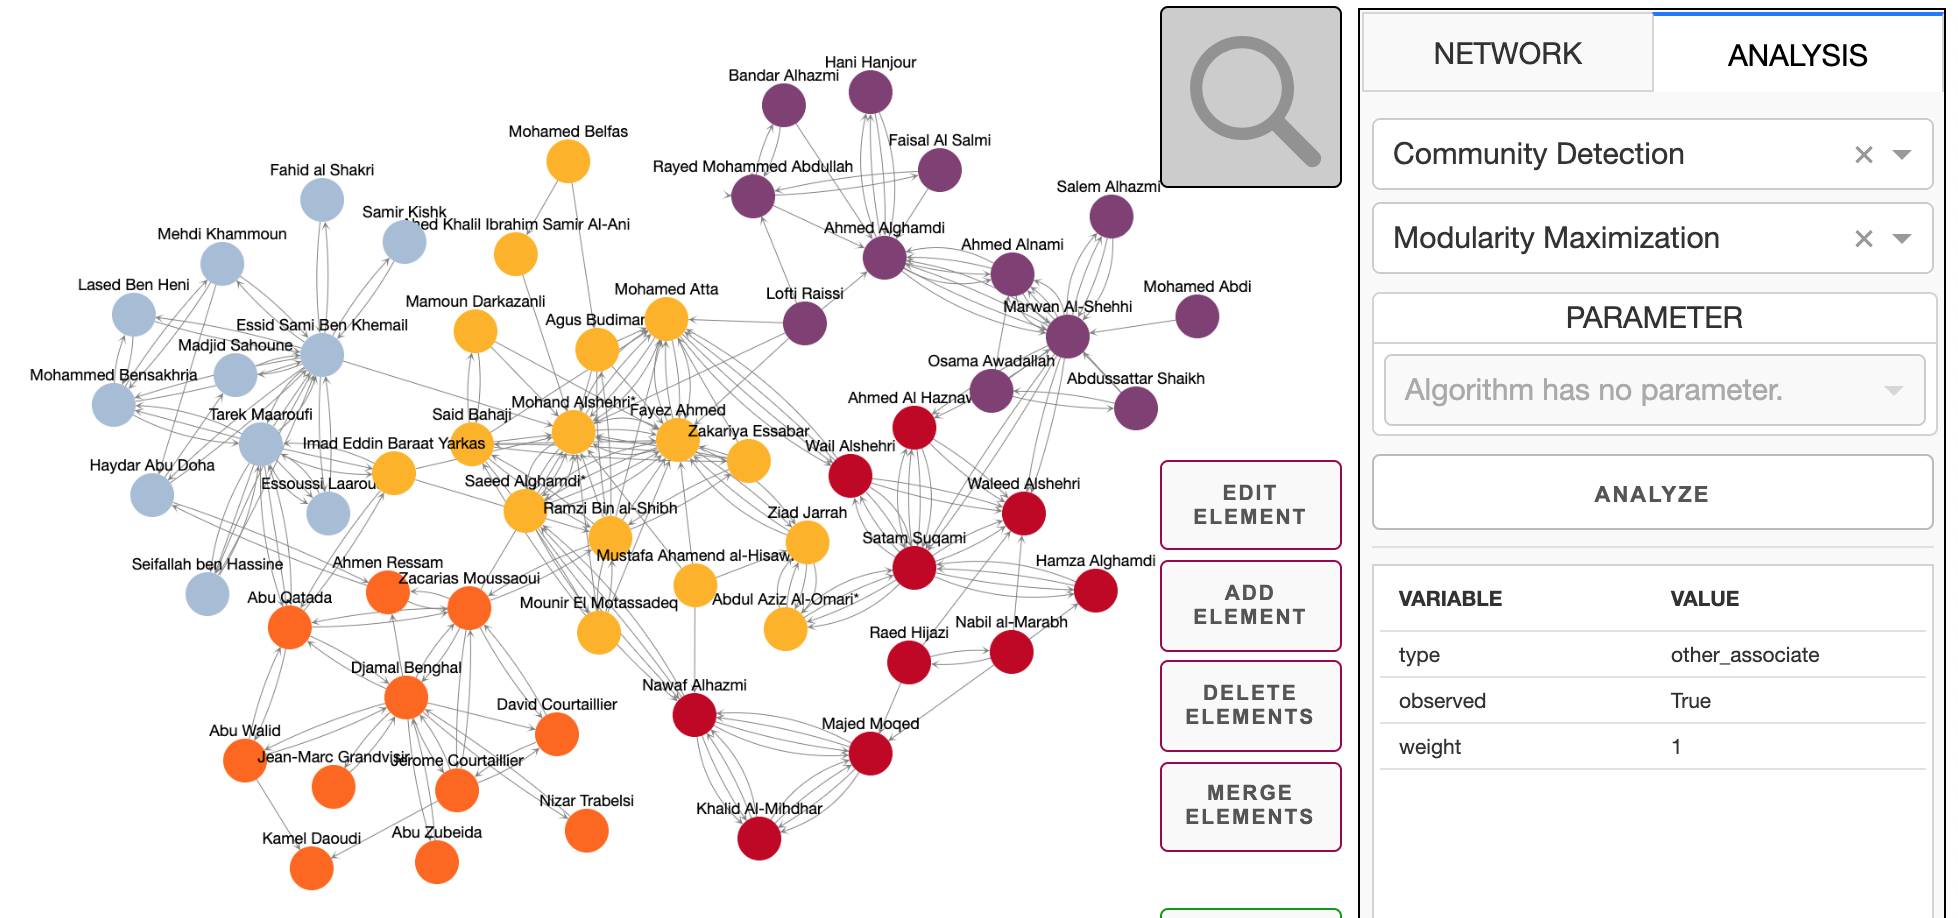 Hani Hanjour
Bandar Alhazmi
Mohamed Belfas
Faisal Al Salmi
Rayed Mohammed Abdullah
Fahid al Shakri
Salem Alhazmi
Samir Kishk
Khalil Ibrahim Samir Al-Ani
Ahmed Alghamdi
Mehdi Khammoun
Ahmed Alnami
Lased Ben Heni
Mohamed Atta
Lofti Raissi
Mohamed Abdi
Mamoun Darkazanli
Marwan Al-Shehhi
Agus Budiman
Essid Sami Ben Khemail
Madjid Sahoune
Osama Awadallah
Mohammed Bensakhria
Abdussattar Shaikh
Ahmed Al Haznaw
Mohand Alshehri*
Fayez Ahmed
Tarek Maaroufi
Said Bahaji
Zakariya Essabar
Imad Eddin Baraat Yarkas
Wail Alshehri
Haydar Abu Doha
Essoussi Laarou
Saeed Alghamdi*
Waleed Alshehri
Ramzi Bin al-Shibh
Ziad Jarrah
Satam Suqami
Mustafa Ahamend al-Hisaw
Hamza Alghamdi
Seifallah ben Hassine
Ahmen Ressam
Zacarias Moussaoui
Abu Qatada
Mounir El Motassadeq
Abdul Aziz Al-Omari*
Nabil al-Marabh
Raed Hijazi
Djamal Benghal
Nawaf Alhazmi
David Courtaillier
Majed Moqed
Abu Walid
Jean-Marc Grandvisir
Jerome Courtaillier
Nizar Trabelsi
Khalid Al-Mihdhar
Abu Zubeida
Kamel Daoudi
EDIT
ELEMENT
ADD
ELEMENT
DELETE
ELEMENTS
MERGE
ELEMENTS
NETWORK
ANALYSIS
Community Detection
Modularity Maximization
PARAMETER
Algorithm has no parameter.
ANALYZE
VARIABLE VALUE
type other_associate
observed True
weight 1